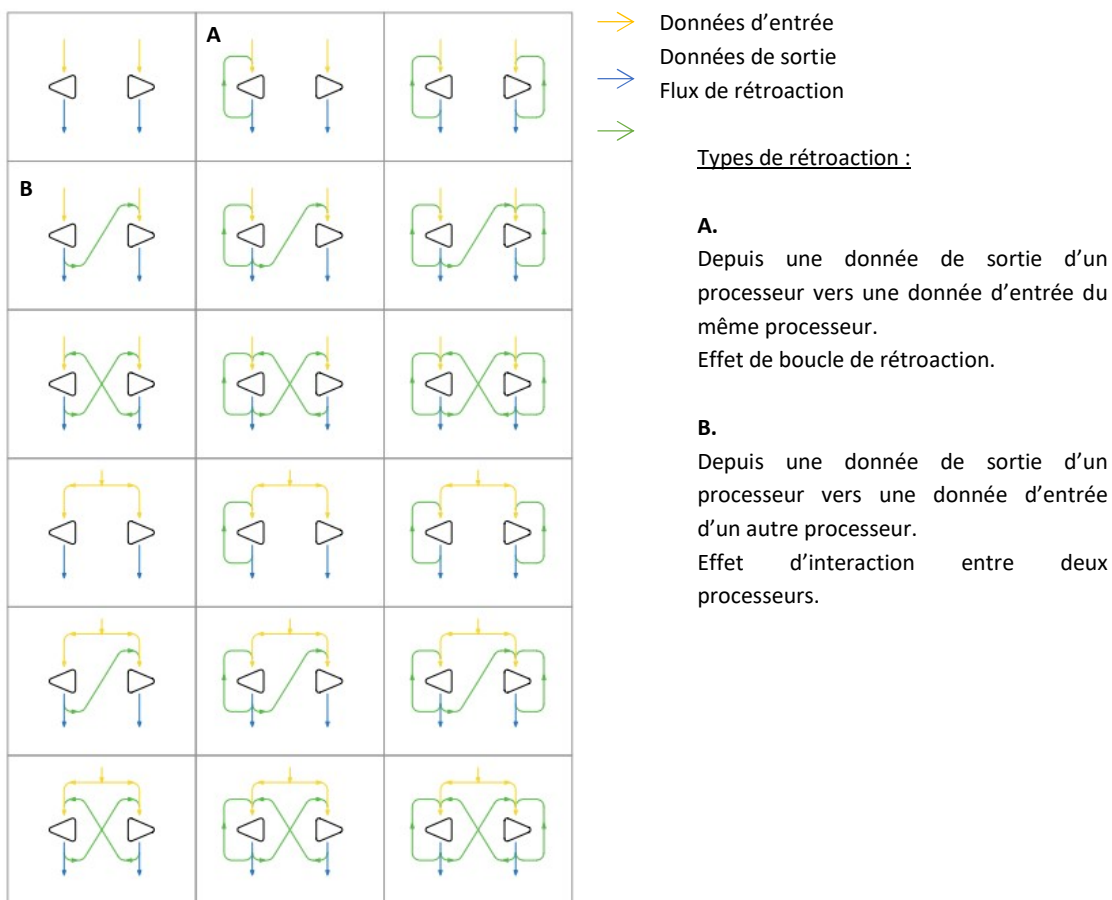 A
B
Données d’entrée
Données de sortie
Flux de rétroaction
Types de rétroaction :
A.
Depuis une donnée de sortie d’un
processeur vers une donnée d’entrée du
même processeur.
Effet de boucle de rétroaction.
B.
Depuis une donnée de sortie d’un
processeur vers une donnée d’entrée
d’un autre processeur.
Effet d’interaction entre deux
processeurs.